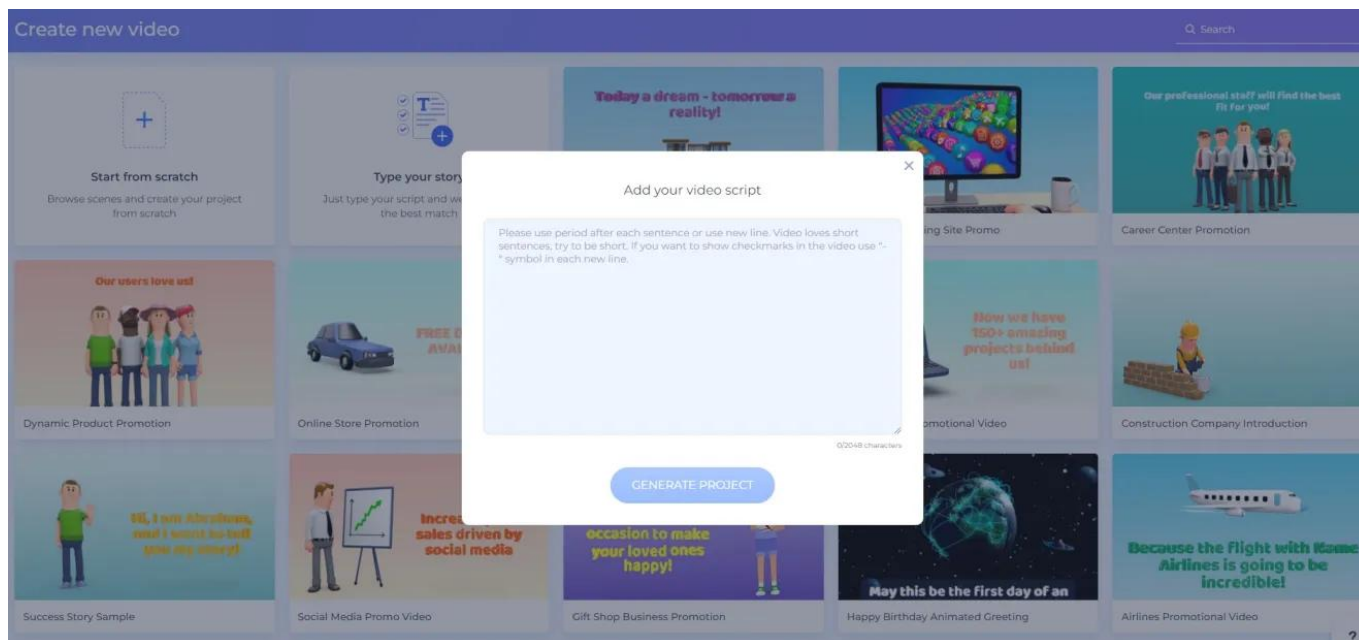 Create new video
Search
Start from scratch
Browse scenes and create your project
from scratch
Type your story
Just type your script and we
the best match
Today a dream - tomorrow a
reality!
ing Site Promo
Our professional staff will find the best
fit for you!
Career Center Promotion
Add your video script
Please use period after each sentence or use new line. Video loves short
sentences, try to be short. If you want to show checkmarks in the video use "-
" symbol in each new line.
0/2048 characters
GENERATE PROJECT
Our users love us!
Dynamic Product Promotion
FREE
Online Store Promotion
Now we have
150+ amazing
projects behind
us!
omotional Video
Construction Company Introduction
Hi, I am Abraham,
and I want to tell
you my story!
Success Story Sample
sales driven by
social media
Social Media Promo Video
occasion to make
your loved ones
happy!
Gift Shop Business Promotion
May this be the first day of an
Happy Birthday Animated Greeting
Because the flight with Name
Airlines is going to be
incredible!
Airlines Promotional Video